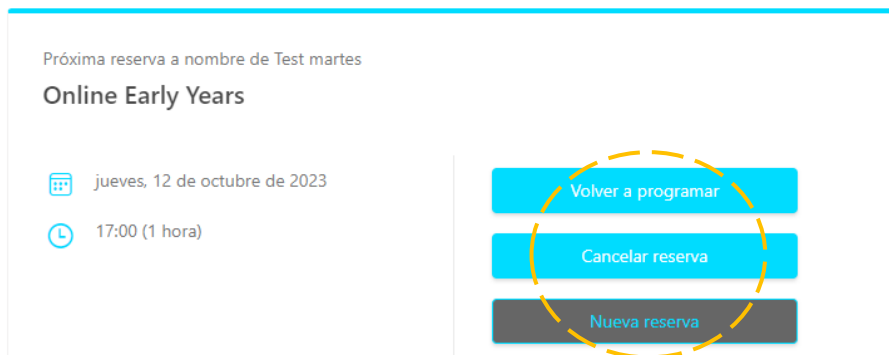 Próxima reserva a nombre de Test martes
Online Early Years
jueves, 12 de octubre de 2023
17:00 (1 hora)
Volver a programar
Cancelar reserva
Nueva reserva